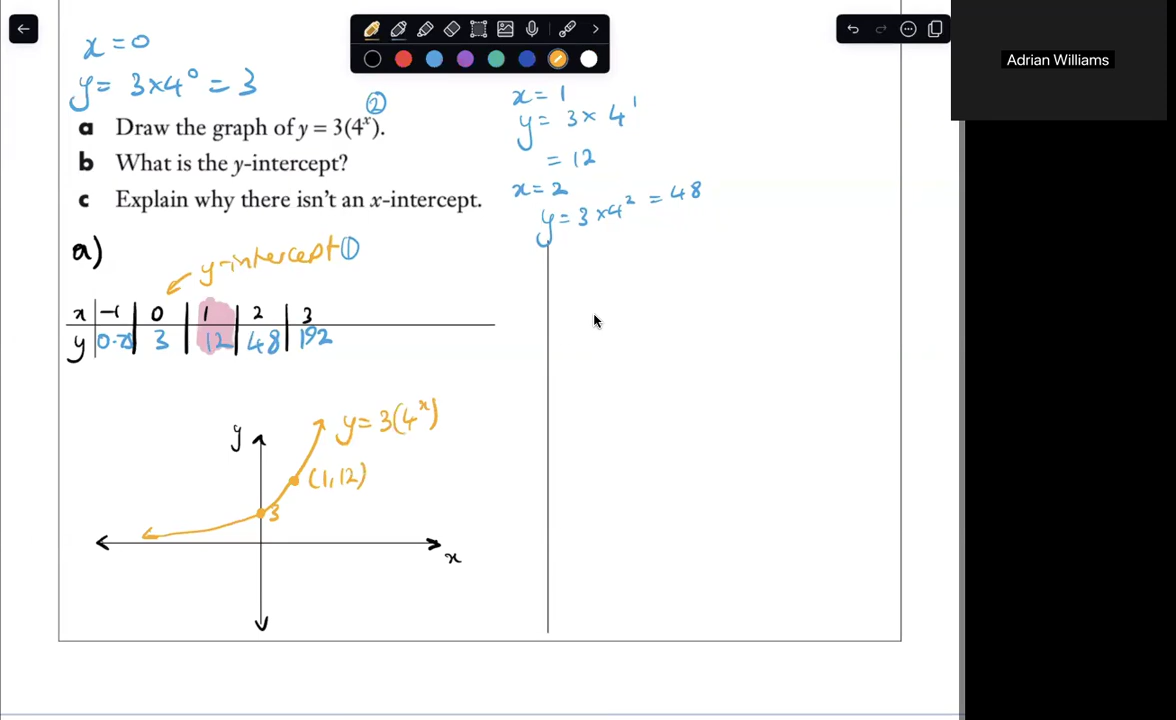 x = 0
y = 3×4⁰ = 3
②
a Draw the graph of y = 3(4ˣ).
b What is the y-intercept?
c Explain why there isn't an x-intercept.
x = 1
y = 3× 4¹
= 12
x = 2
y = 3×4² = 48
a)
y-intercept ①
x -1 0 1 2 3
y 0.75 3 12 48 192
y
y = 3(4ˣ)
(1,12)
3
x
Adrian Williams